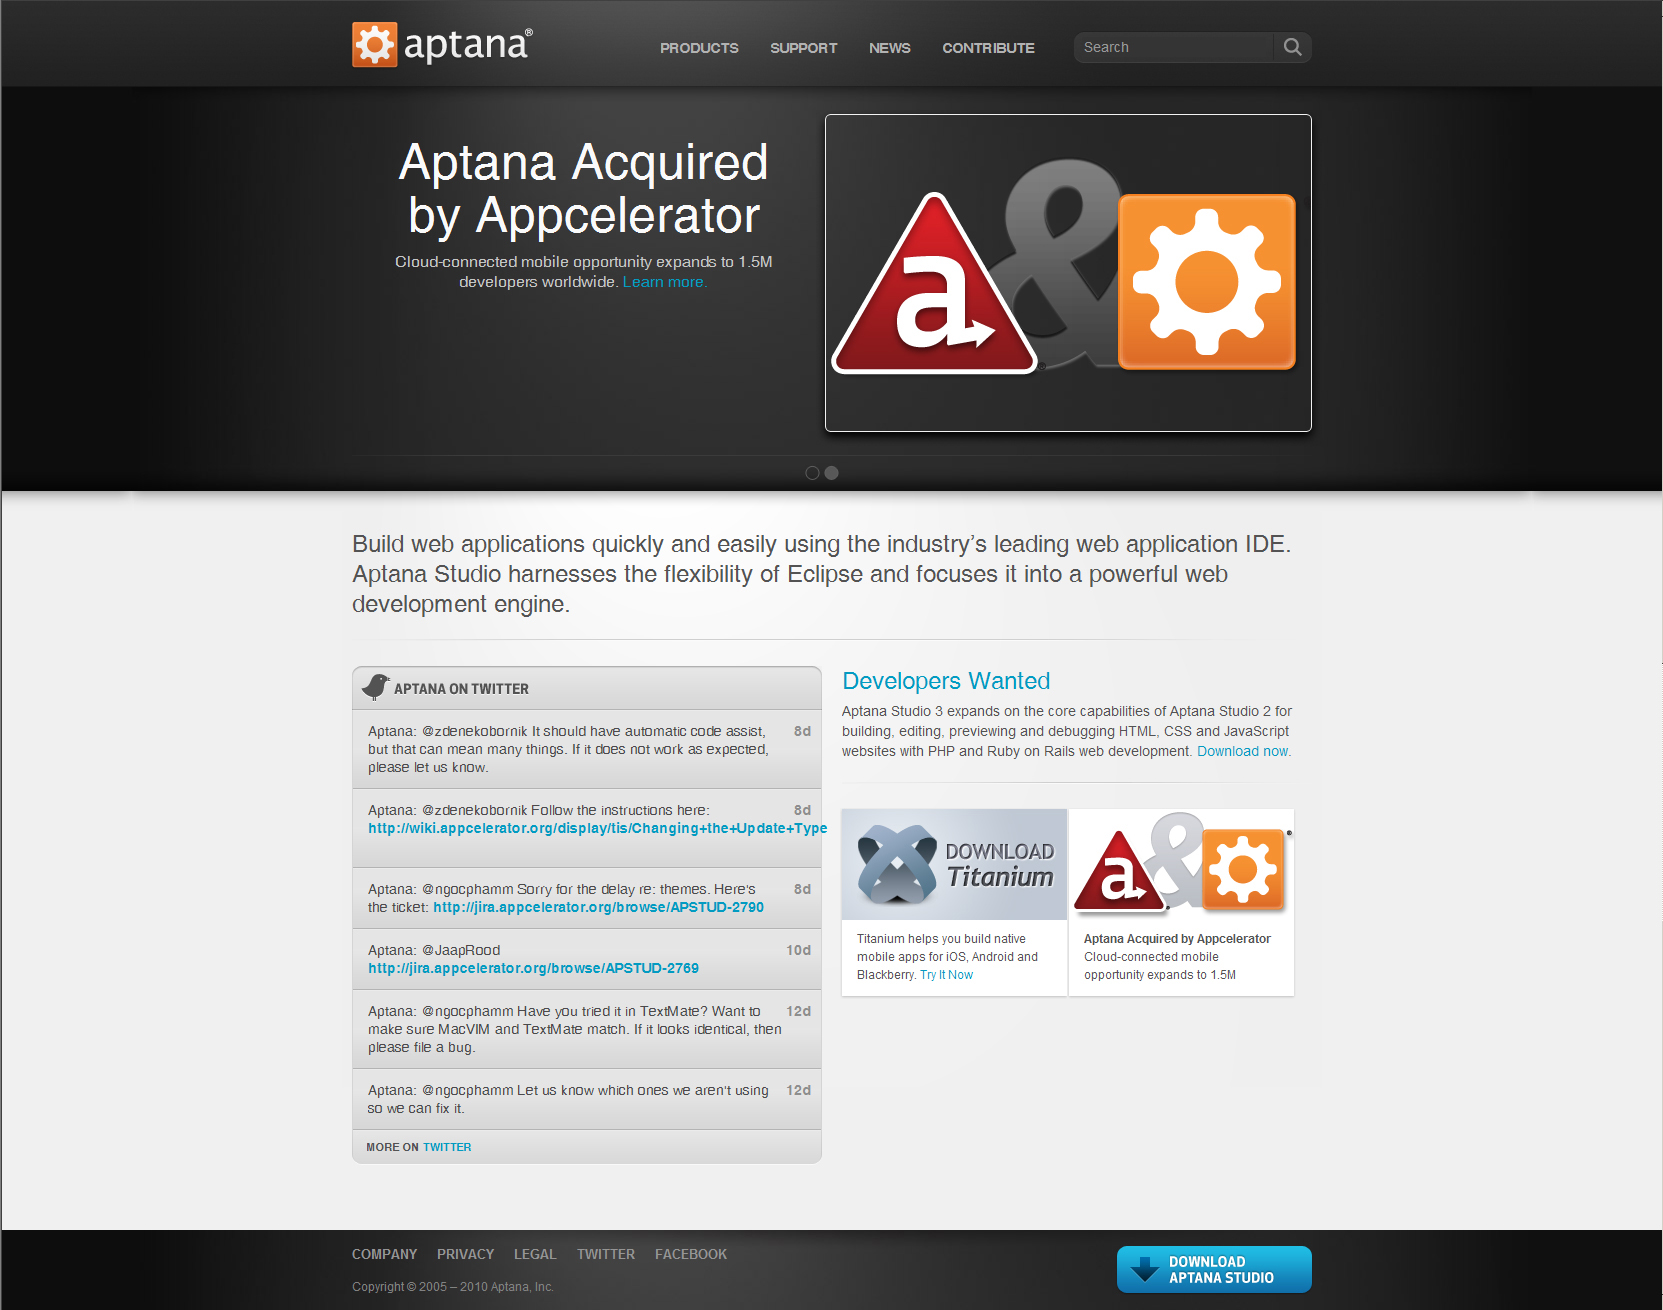 aptana®
PRODUCTS SUPPORT NEWS CONTRIBUTE Search
Aptana Acquired
by Appcelerator
Cloud-connected mobile opportunity expands to 1.5M
developers worldwide. Learn more.
a & ®
Build web applications quickly and easily using the industry’s leading web application IDE.
Aptana Studio harnesses the flexibility of Eclipse and focuses it into a powerful web
development engine.
APTANA ON TWITTER
Aptana: @zdenekobornik It should have automatic code assist, 8d
but that can mean many things. If it does not work as expected,
please let us know.
Aptana: @zdenekobornik Follow the instructions here: 8d
http://wiki.appcelerator.org/display/tis/Changing+the+Update+Type
Aptana: @ngocphamm Sorry for the delay re: themes. Here's 8d
the ticket: http://jira.appcelerator.org/browse/APSTUD-2790
Aptana: @JaapRood 10d
http://jira.appcelerator.org/browse/APSTUD-2769
Aptana: @ngocphamm Have you tried it in TextMate? Want to 12d
make sure MacVIM and TextMate match. If it looks identical, then
please file a bug.
Aptana: @ngocphamm Let us know which ones we aren't using 12d
so we can fix it.
MORE ON TWITTER
Developers Wanted
Aptana Studio 3 expands on the core capabilities of Aptana Studio 2 for
building, editing, previewing and debugging HTML, CSS and JavaScript
websites with PHP and Ruby on Rails web development. Download now.
DOWNLOAD
Titanium
Titanium helps you build native
mobile apps for iOS, Android and
Blackberry. Try It Now
a & ®
Aptana Acquired by Appcelerator
Cloud-connected mobile
opportunity expands to 1.5M
COMPANY PRIVACY LEGAL TWITTER FACEBOOK
Copyright © 2005 – 2010 Aptana, Inc.
DOWNLOAD
APTANA STUDIO